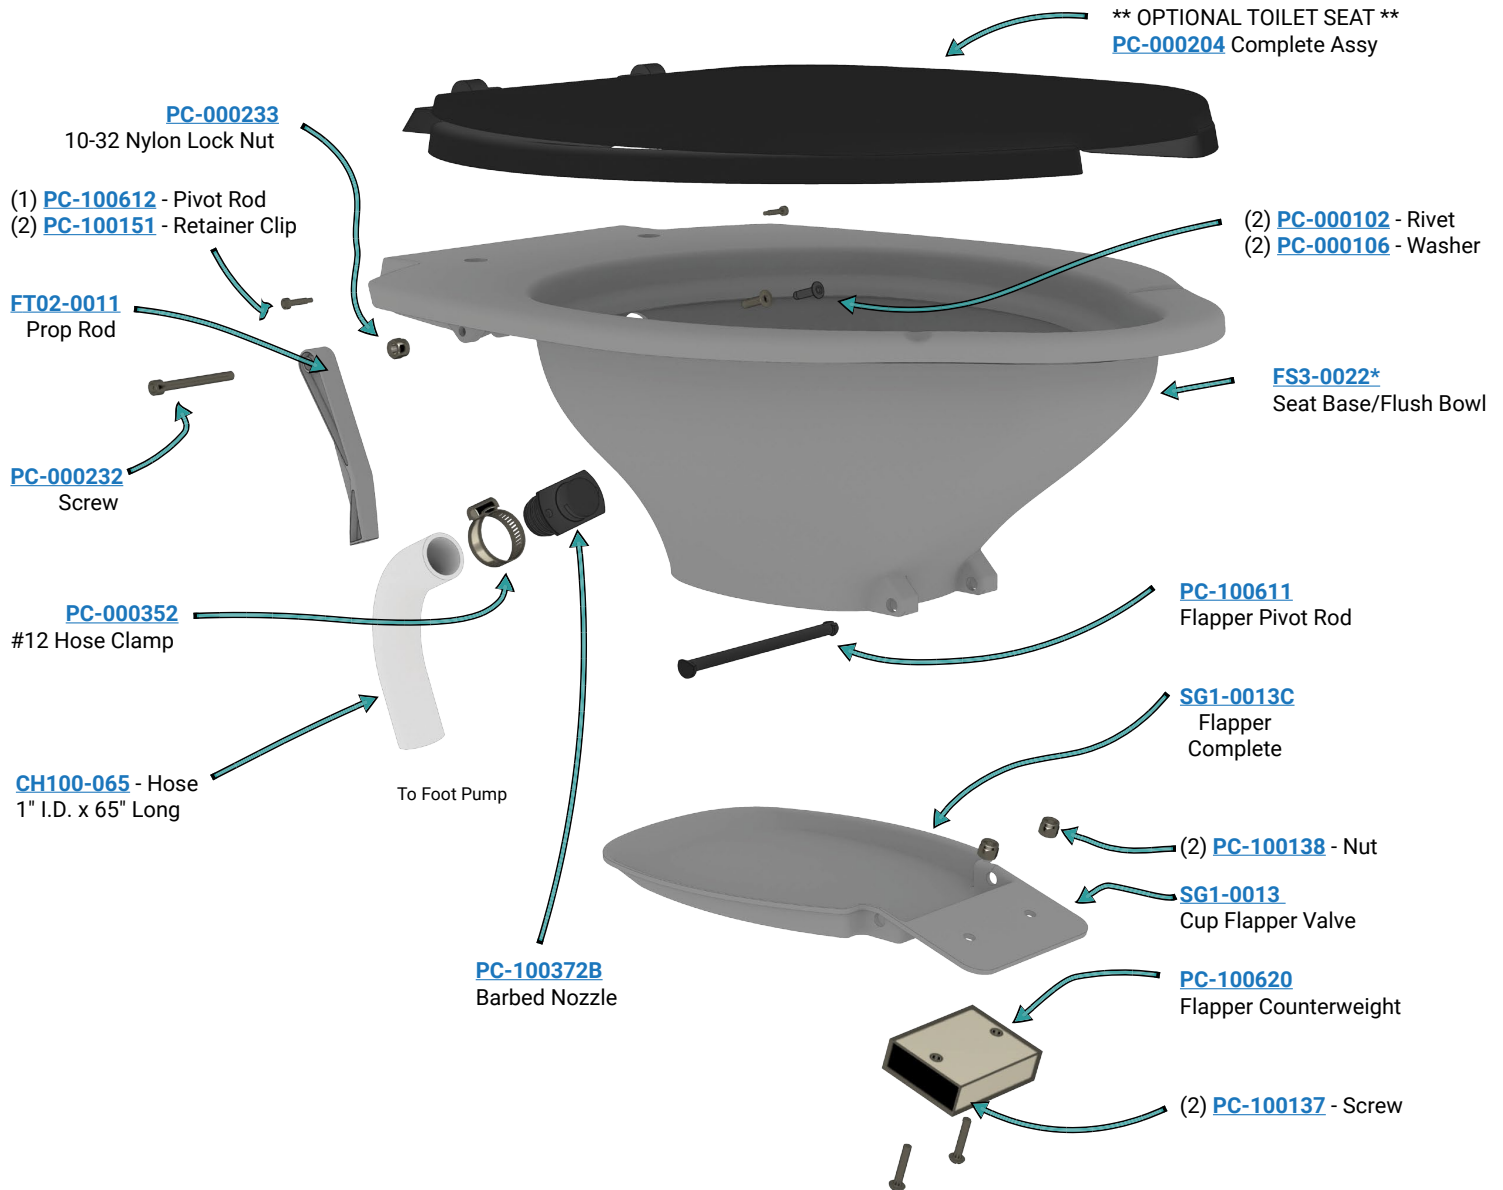 ** OPTIONAL TOILET SEAT **
PC-000204 Complete Assy
PC-000233
10-32 Nylon Lock Nut
(1) PC-100612 - Pivot Rod
(2) PC-100151 - Retainer Clip
(2) PC-000102 - Rivet
(2) PC-000106 - Washer
FT02-0011
Prop Rod
FS3-0022*
Seat Base/Flush Bowl
PC-000232
Screw
PC-100611
Flapper Pivot Rod
PC-000352
#12 Hose Clamp
SG1-0013C
Flapper
Complete
CH100-065 - Hose
1" I.D. x 65" Long
To Foot Pump
(2) PC-100138 - Nut
SG1-0013
Cup Flapper Valve
PC-100372B
Barbed Nozzle
PC-100620
Flapper Counterweight
(2) PC-100137 - Screw